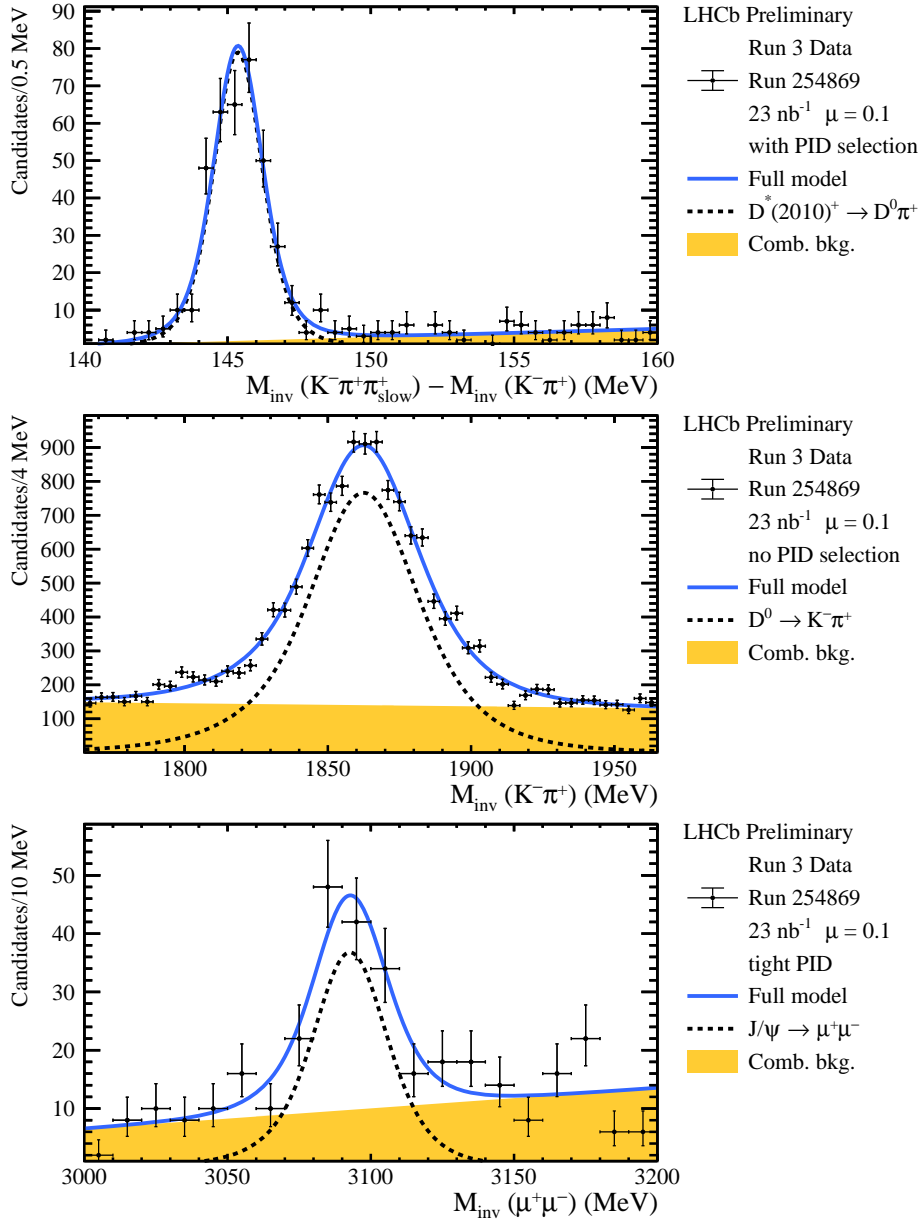 LHCb Preliminary
Run 3 Data
Run 254869
23 nb⁻¹ μ = 0.1
with PID selection
Full model
D*(2010)⁺ → D⁰π⁺
Comb. bkg.
Candidates/0.5 MeV
90
80
70
60
50
40
30
20
10
140 145 150 155 160
M_inv (K⁻π⁺π⁺_slow) − M_inv (K⁻π⁺) (MeV)
LHCb Preliminary
Run 3 Data
Run 254869
23 nb⁻¹ μ = 0.1
no PID selection
Full model
D⁰ → K⁻π⁺
Comb. bkg.
Candidates/4 MeV
900
800
700
600
500
400
300
200
100
1800 1850 1900 1950
M_inv (K⁻π⁺) (MeV)
LHCb Preliminary
Run 3 Data
Run 254869
23 nb⁻¹ μ = 0.1
tight PID
Full model
J/ψ → μ⁺μ⁻
Comb. bkg.
Candidates/10 MeV
50
40
30
20
10
3000 3050 3100 3150 3200
M_inv (μ⁺μ⁻) (MeV)